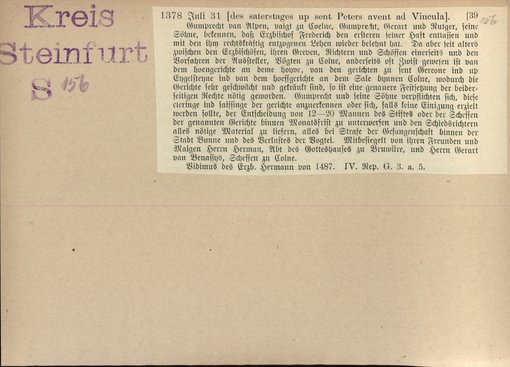 Kreis
Steinfurt
S 156
1378 Juli 31 [des saterstages up sent Peters avent ad Vincula]. [39
156
Gumprecht van Alpen, vaigt zo Coelne, Gumprecht, Gerart und Rutger, seine
Söhne, bekennen, daß Erzbischof Frederich den ersteren seiner Haft entlassen und
mit den ihm rechtskräftig entzogenen Lehen wieder belehnt hat. Da aber seit alters
zwischen den Erzbischöfen, ihren Greven, Richtern und Schöffen einerseits und den
Vorfahren der Aussteller, Vögten zu Colne, anderseits oft Zwist gewesen ist van
dem hoengerichte an deme hoyve, van den gerichten zu sent Gereone ind up
Eygelsteyne ind van dem hoeffgerichte an dem Sale bynnen Colne, wodurch die
Gerichte sehr geschwächt und gekränkt sind, so ist eine genauere Festsetzung der beider-
seitigen Rechte nötig geworden. Gumprecht und seine Söhne verpflichten sich, diese
cieringe ind saissinge der gerichte anzuerkennen oder sich, falls keine Einigung erzielt
werden sollte, der Entscheidung von 12—20 Mannen des Stiftes oder der Scheffen
der genannten Gerichte binnen Monatsfrist zu unterwerfen und den Schiedsrichtern
alles nötige Material zu liefern, alles bei Strafe der Gefangenschaft binnen der
Stadt Bunne und des Verlustes der Vogtei. Mitbesiegelt von ihren Freunden und
Maigen Herrn Herman, Abt des Gotteshauses zu Bruwilre, und Herrn Gerart
van Benasys, Scheffen zu Colne.
Vidimus des Erzb. Hermann von 1487. IV. Rep. G. 3. a. 5.